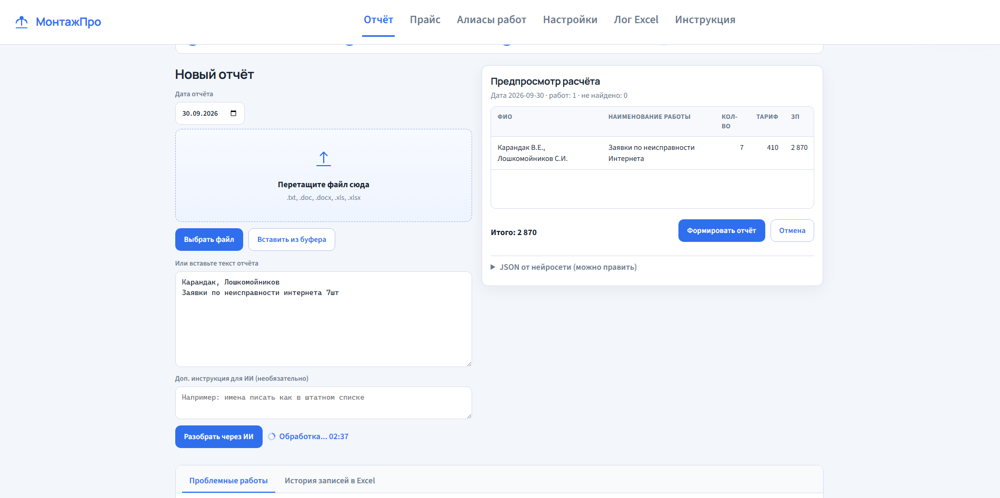 МонтажПро
Отчёт
Прайс
Алиасы работ
Настройки
Лог Excel
Инструкция
Новый отчёт
Дата отчёта
30.09.2026
Перетащите файл сюда
.txt, .doc, .docx, .xls, .xlsx
Выбрать файл
Вставить из буфера
Или вставьте текст отчёта
Карандак, Лошкомойников
Заявки по неисправности интернета 7шт
Доп. инструкция для ИИ (необязательно)
Например: имена писать как в штатном списке
Разобрать через ИИ
Обработка... 02:37
Предпросмотр расчёта
Дата 2026-09-30 · работ: 1 · не найдено: 0
ФИО
НАИМЕНОВАНИЕ РАБОТЫ
КОЛ-
ВО
ТАРИФ
ЗП
Карандак В.Е.,
Лошкомойников С.И.
Заявки по неисправности
Интернета
7
410
2 870
Итого: 2 870
Формировать отчёт
Отмена
JSON от нейросети (можно править)
Проблемные работы
История записей в Excel